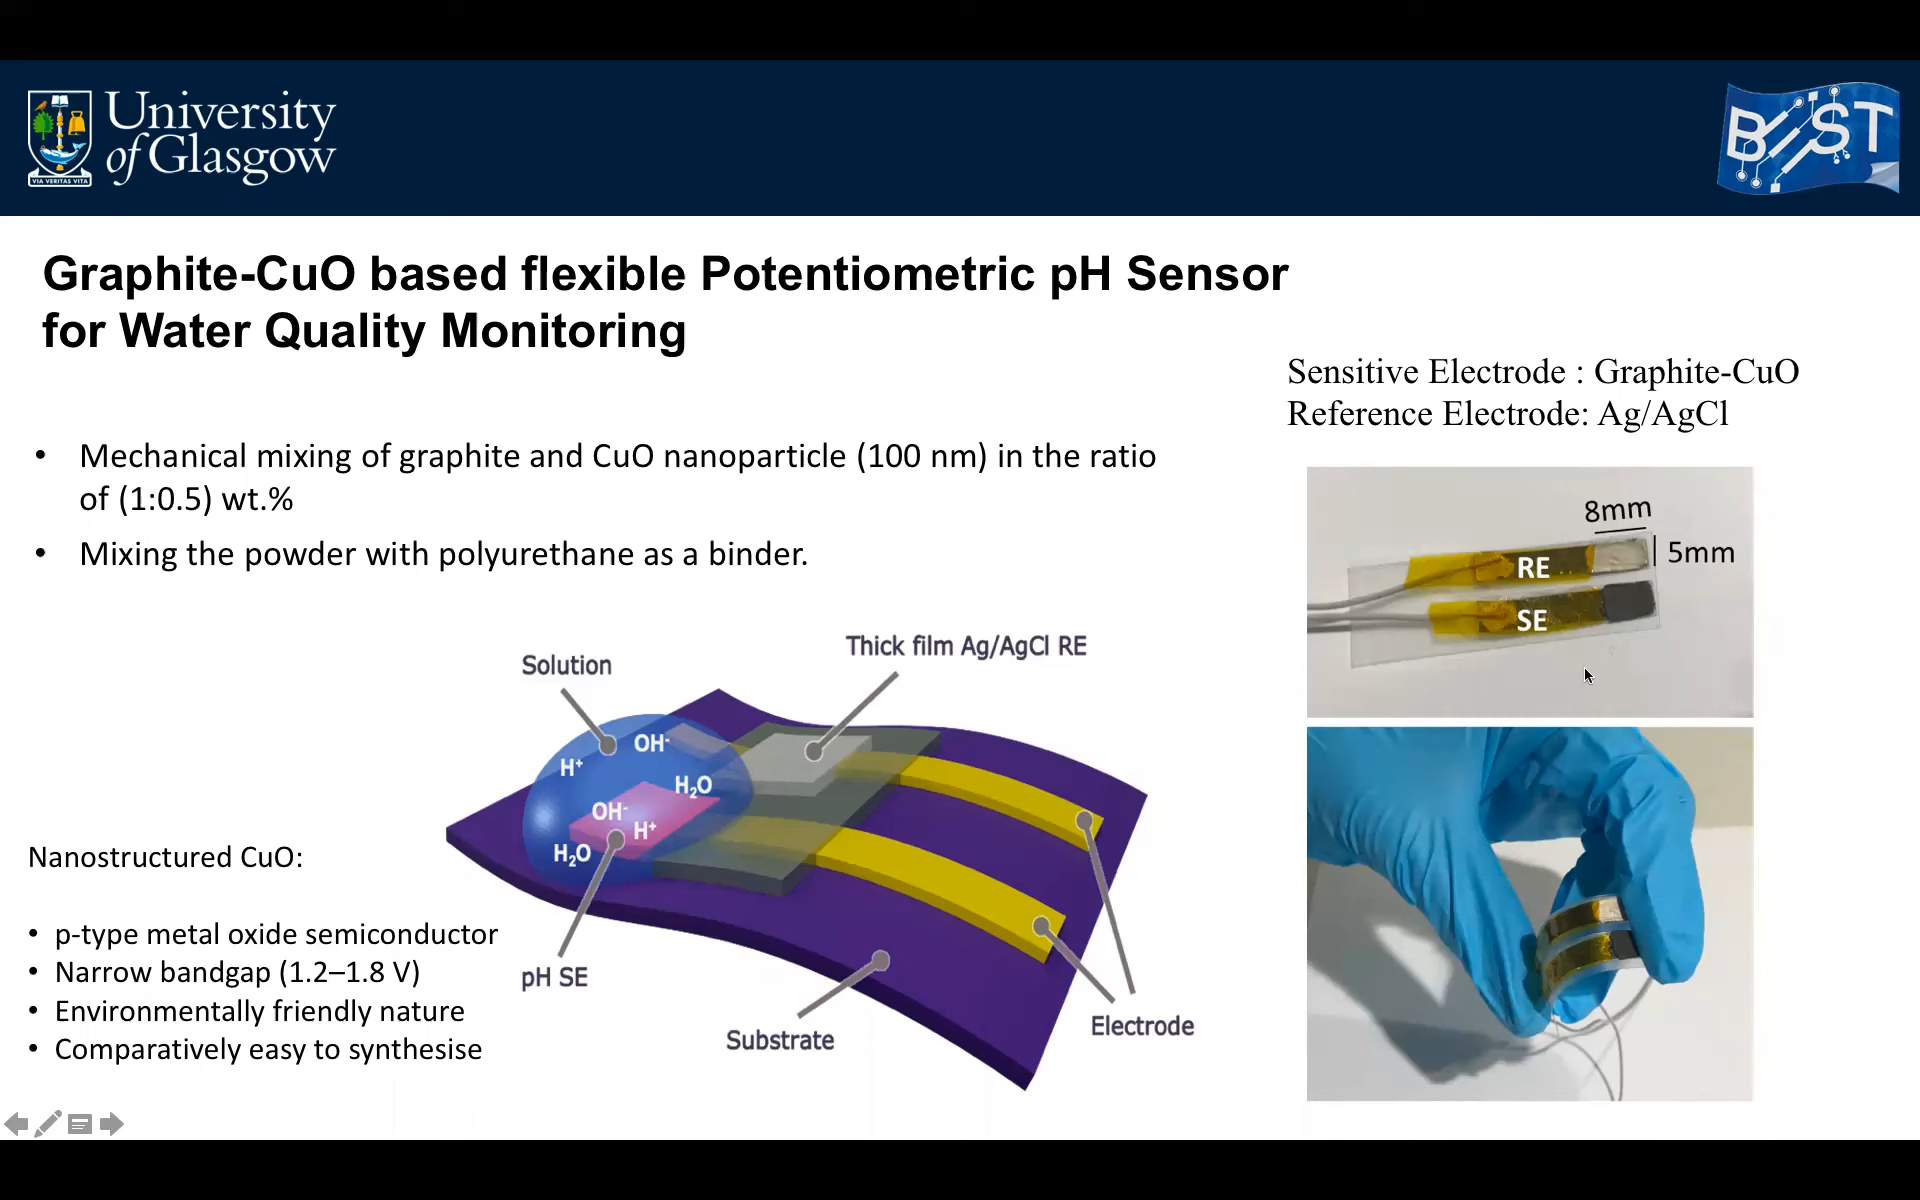 University
of Glasgow
VIA VERITAS VITA
BEST
Graphite-CuO based flexible Potentiometric pH Sensor
for Water Quality Monitoring
Sensitive Electrode : Graphite-CuO
Reference Electrode: Ag/AgCl
• Mechanical mixing of graphite and CuO nanoparticle (100 nm) in the ratio
of (1:0.5) wt.%
• Mixing the powder with polyurethane as a binder.
8mm
5mm
RE
SE
Thick film Ag/AgCl RE
Solution
OH⁻
H⁺
H₂O
OH⁻
H⁺
H₂O
pH SE
Substrate
Electrode
Nanostructured CuO:
• p-type metal oxide semiconductor
• Narrow bandgap (1.2–1.8 V)
• Environmentally friendly nature
• Comparatively easy to synthesise